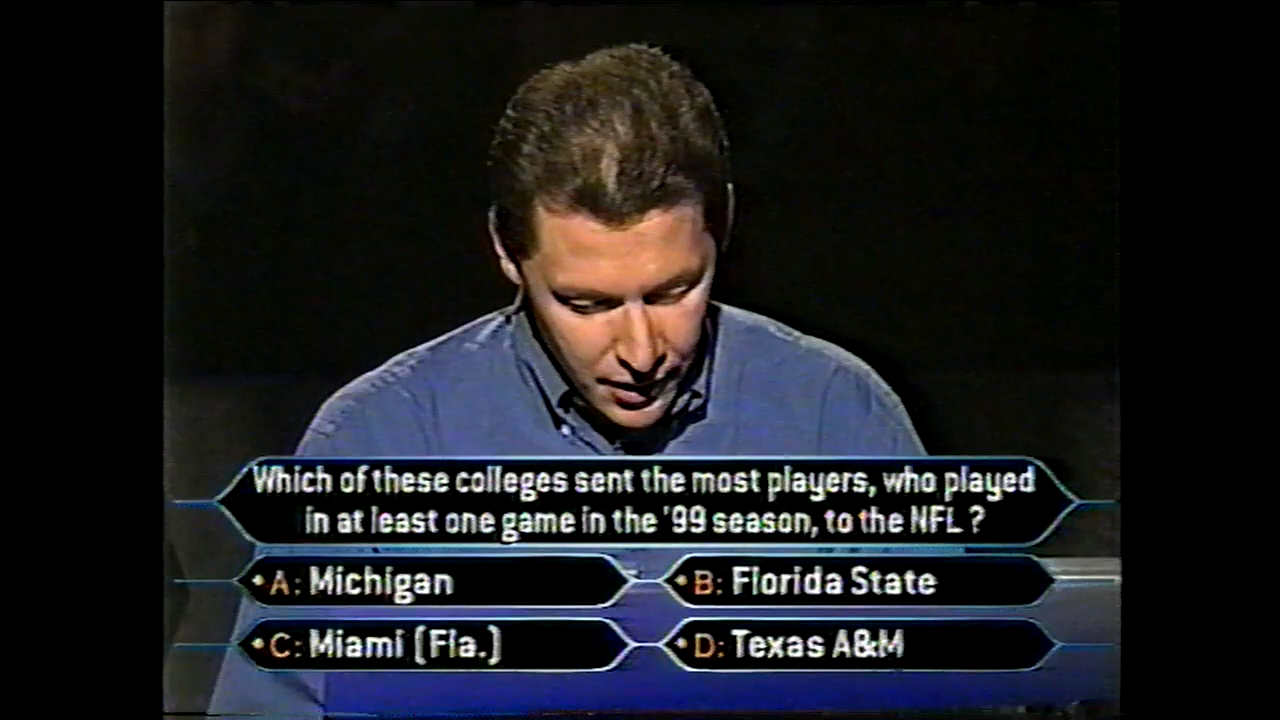 Which of these colleges sent the most players, who played
in at least one game in the '99 season, to the NFL ?
A: Michigan
B: Florida State
C: Miami (Fla.)
D: Texas A&M